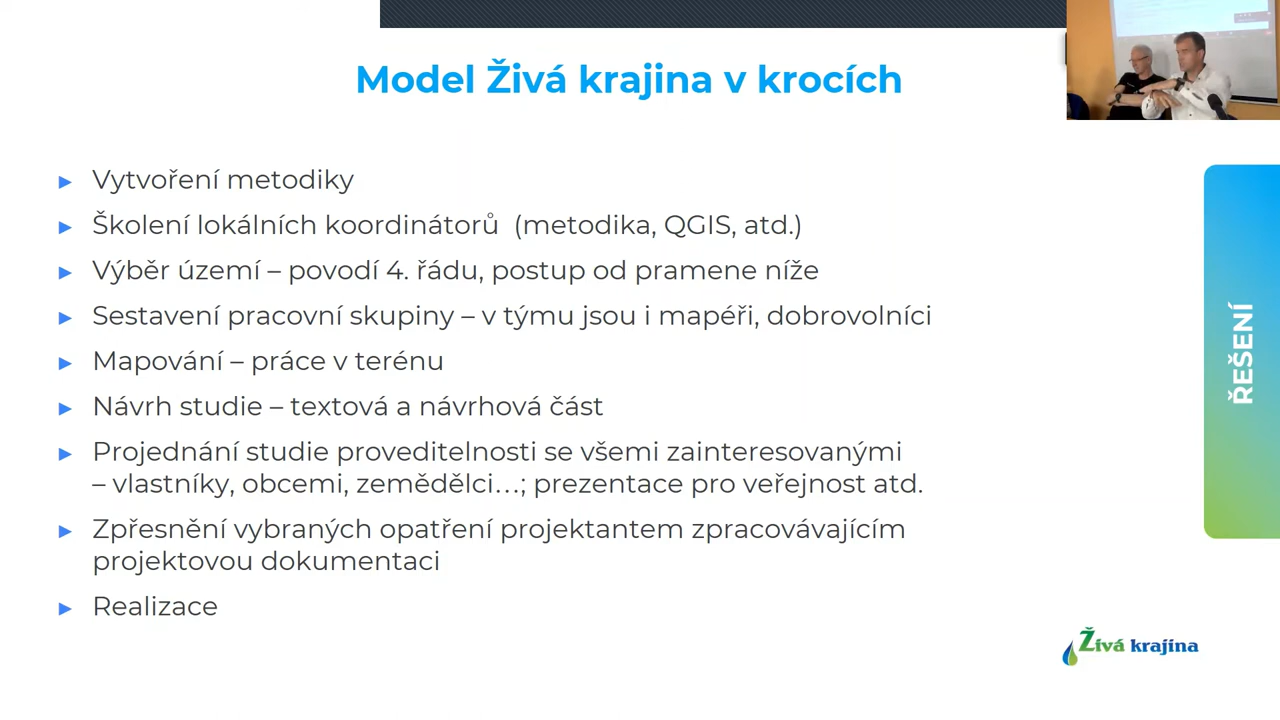 Model Živá krajina v krocích
► Vytvoření metodiky
► Školení lokálních koordinátorů (metodika, QGIS, atd.)
► Výběr území – povodí 4. řádu, postup od pramene níže
► Sestavení pracovní skupiny – v týmu jsou i mapéři, dobrovolníci
► Mapování – práce v terénu
► Návrh studie – textová a návrhová část
► Projednání studie proveditelnosti se všemi zainteresovanými
– vlastníky, obcemi, zemědělci…; prezentace pro veřejnost atd.
► Zpřesnění vybraných opatření projektantem zpracovávajícím
projektovou dokumentaci
► Realizace
ŘEŠENÍ
Živá krajina